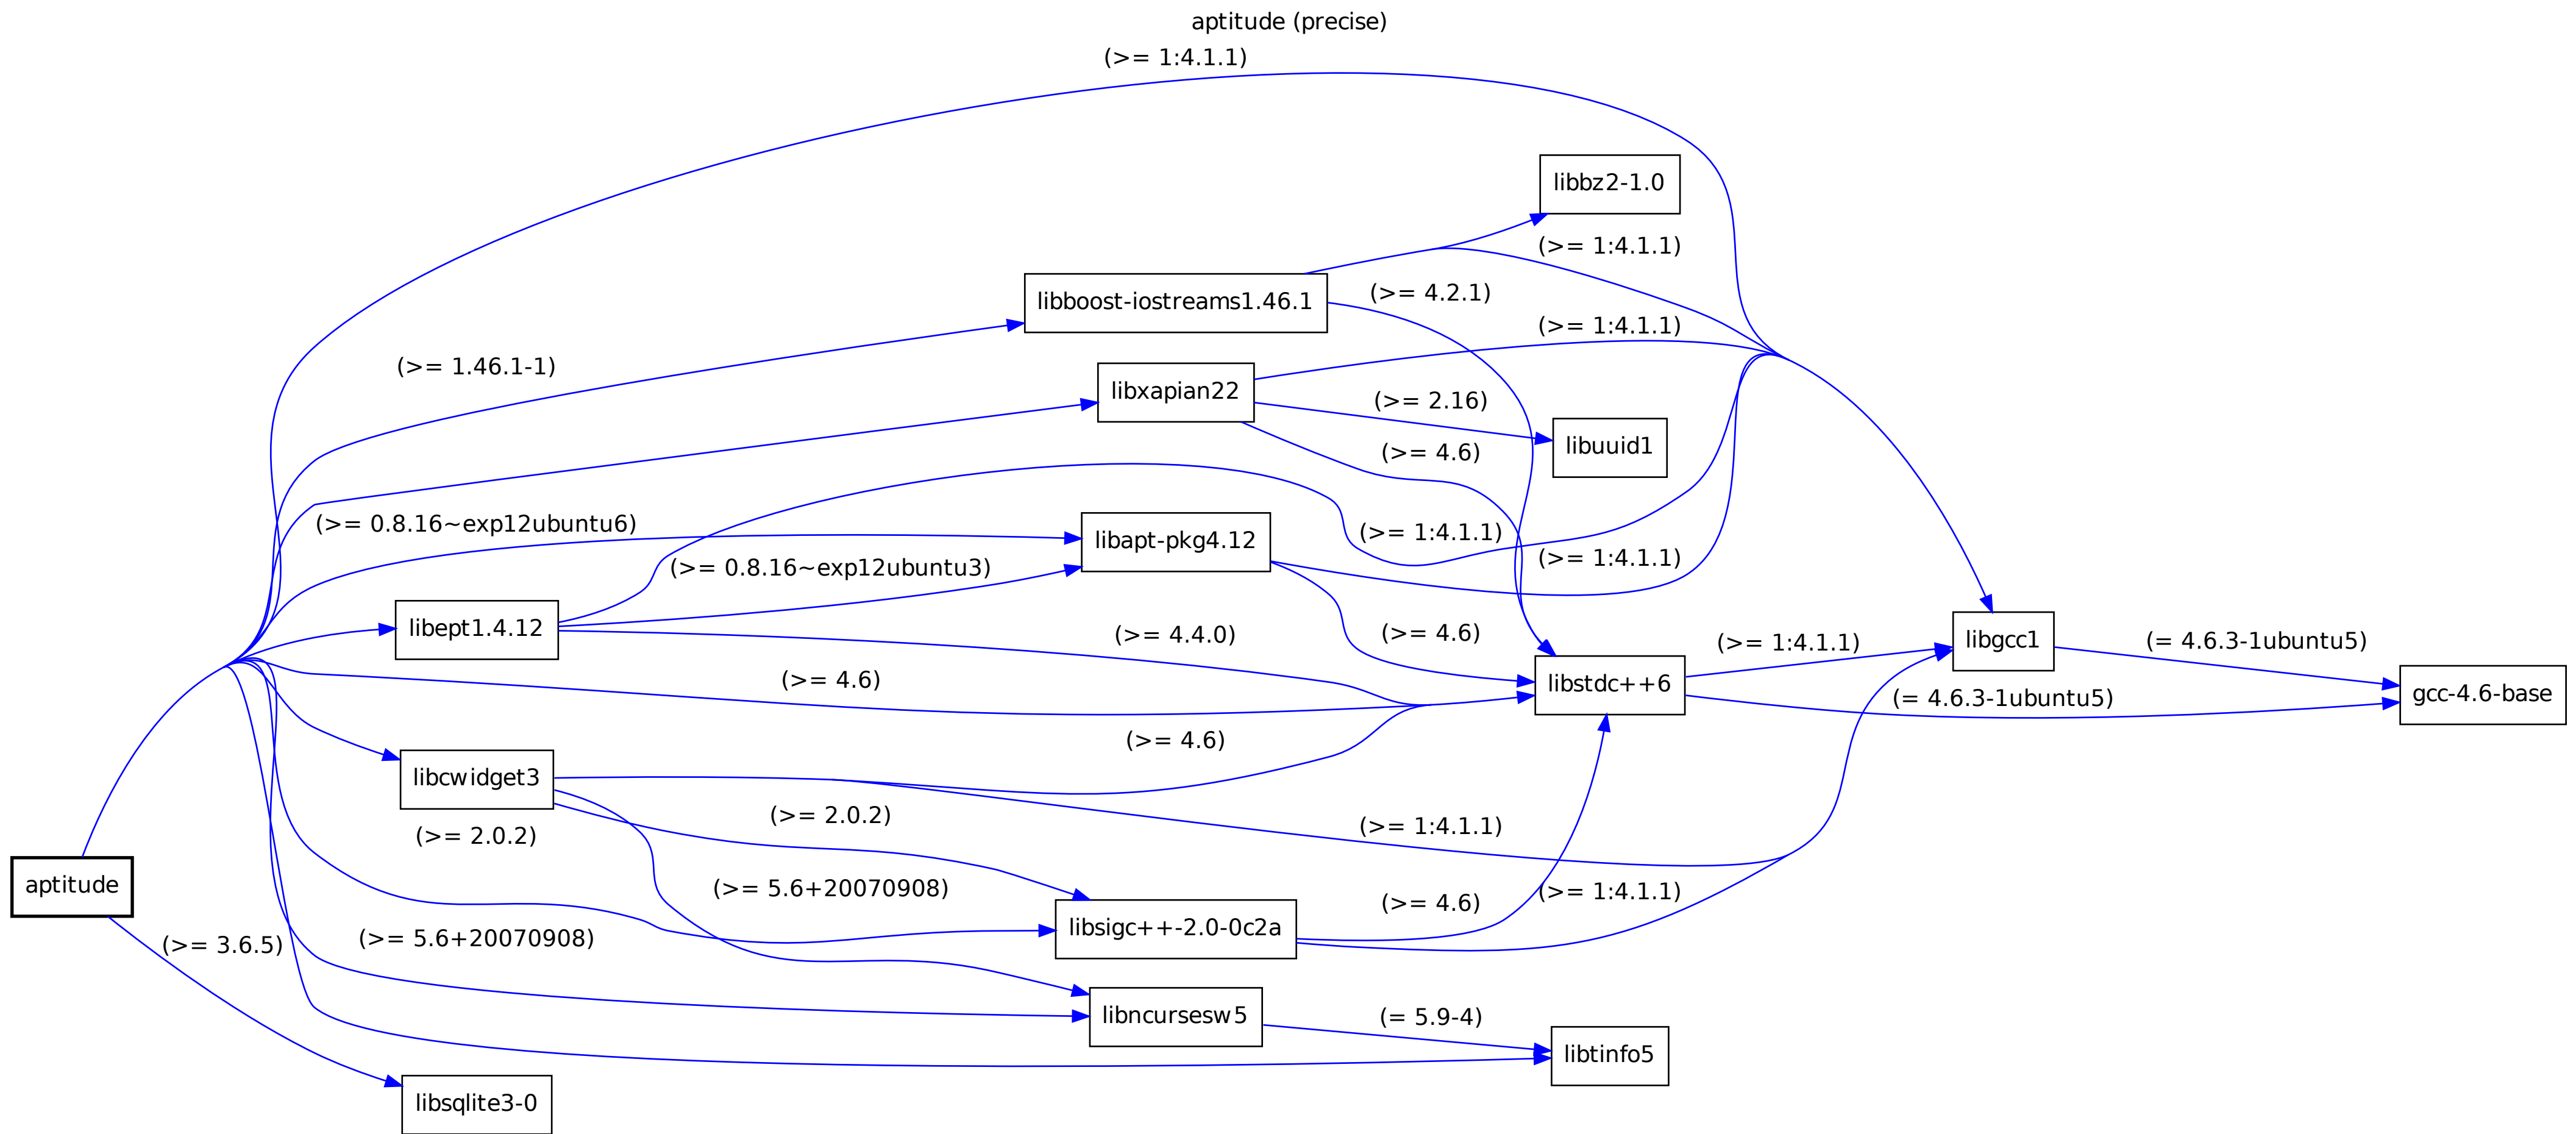 aptitude (precise)
(>= 1:4.1.1)
libbz2-1.0
(>= 1:4.1.1)
(>= 4.2.1)
libboost-iostreams1.46.1
(>= 1:4.1.1)
(>= 1.46.1-1)
libxapian22
(>= 2.16)
libuuid1
(>= 4.6)
(>= 0.8.16~exp12ubuntu6)
(>= 1:4.1.1)
libapt-pkg4.12
(>= 1:4.1.1)
(>= 0.8.16~exp12ubuntu3)
libept1.4.12
(>= 4.4.0)
(>= 4.6)
libgcc1
(>= 1:4.1.1)
(= 4.6.3-1ubuntu5)
(>= 4.6)
libstdc++6
gcc-4.6-base
(= 4.6.3-1ubuntu5)
(>= 4.6)
libcwidget3
(>= 2.0.2)
(>= 1:4.1.1)
(>= 2.0.2)
aptitude
(>= 5.6+20070908)
(>= 1:4.1.1)
(>= 4.6)
libsigc++-2.0-0c2a
(>= 3.6.5)
(>= 5.6+20070908)
libncursesw5
(= 5.9-4)
libtinfo5
libsqlite3-0